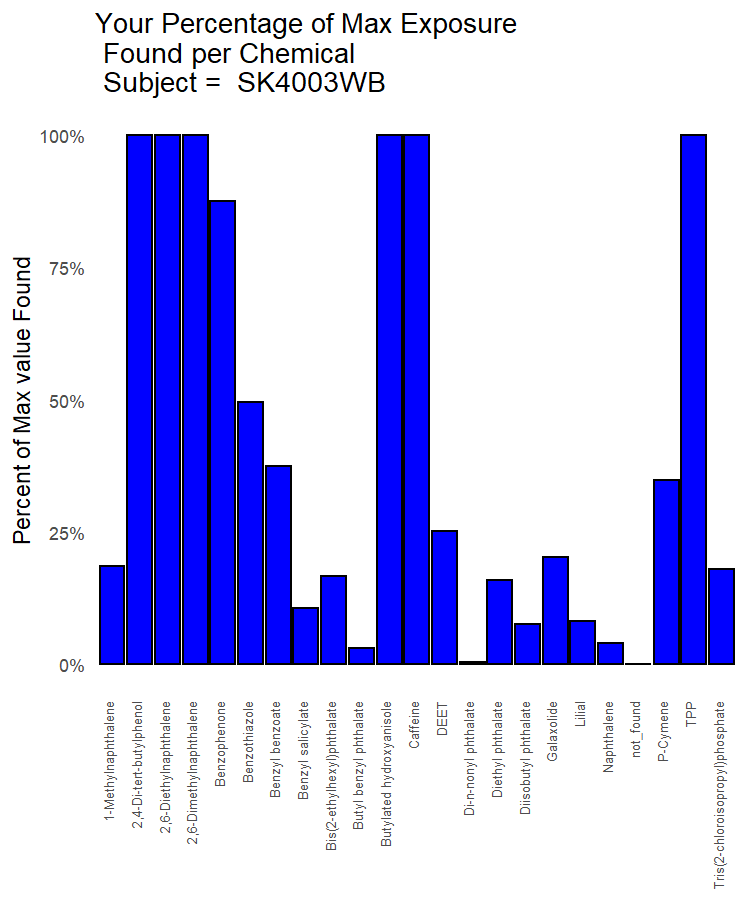 Your Percentage of Max Exposure
Found per Chemical
Subject =  SK4003WB
Percent of Max value Found
100%
75%
50%
25%
0%
1-Methylnaphthalene
2,4-Di-tert-butylphenol
2,6-Diethylnaphthalene
2,6-Dimethylnaphthalene
Benzophenone
Benzothiazole
Benzyl benzoate
Benzyl salicylate
Bis(2-ethylhexyl)phthalate
Butyl benzyl phthalate
Butylated hydroxyanisole
Caffeine
DEET
Di-n-nonyl phthalate
Diethyl phthalate
Diisobutyl phthalate
Galaxolide
Lilial
Naphthalene
not_found
P-Cymene
TPP
Tris(2-chloroisopropyl)phosphate